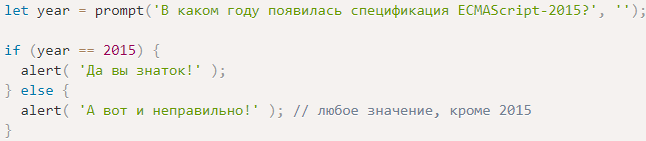 let year = prompt('В каком году появилась спецификация ECMAScript-2015?', '');

if (year == 2015) {
  alert( 'Да вы знаток!' );
} else {
  alert( 'А вот и неправильно!' ); // любое значение, кроме 2015
}